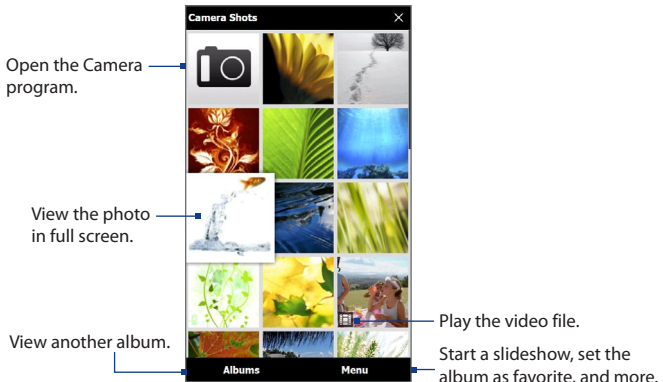 Camera Shots
Open the Camera
program.
View the photo
in full screen.
View another album.
Play the video file.
Start a slideshow, set the
album as favorite, and more.
Albums
Menu